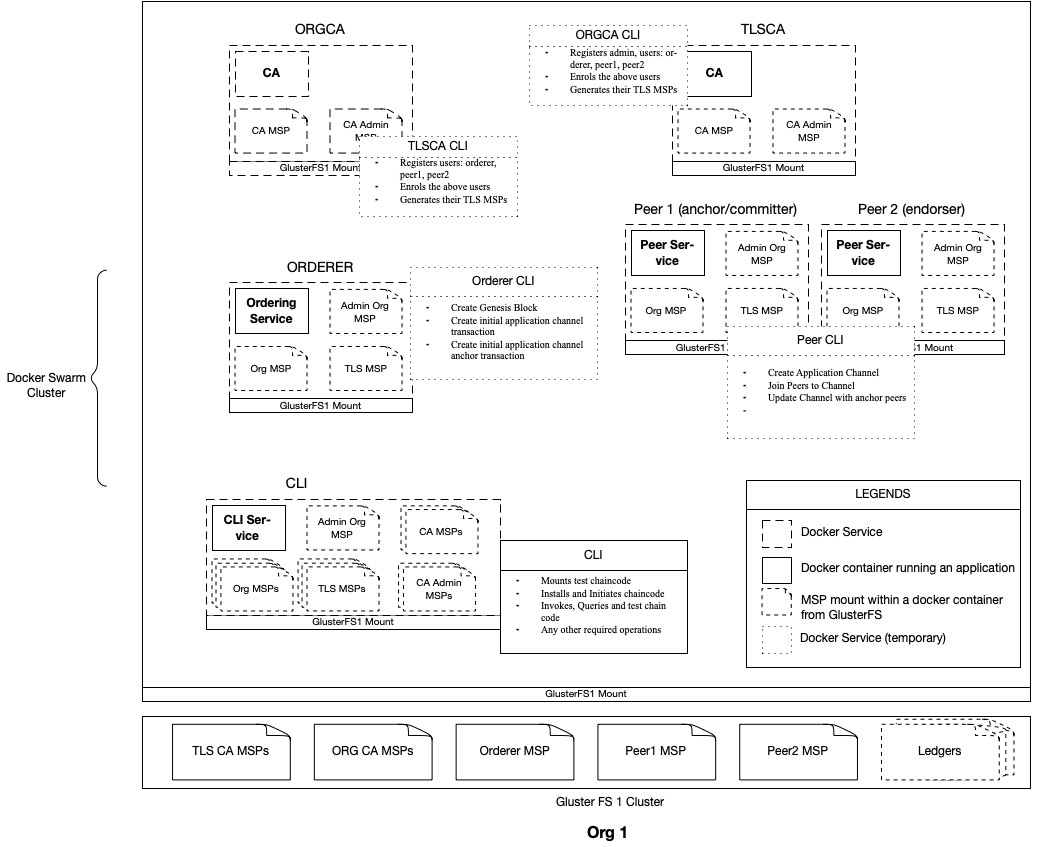 ORGCA
CA
CA MSP
CA Admin
MSP
GlusterFS1 Mount
TLSCA CLI
- Registers users: orderer,
peer1, peer2
- Enrols the above users
- Generates their TLS MSPs
ORGCA CLI
- Registers admin, users: or-
derer, peer1, peer2
- Enrols the above users
- Generates their TLS MSPs
TLSCA
CA
CA MSP
CA Admin
MSP
GlusterFS1 Mount
Peer 1 (anchor/committer)
Peer Ser-
vice
Admin Org
MSP
Org MSP
TLS MSP
GlusterFS1
Peer 2 (endorser)
Peer Ser-
vice
Admin Org
MSP
Org MSP
TLS MSP
S1 Mount
Peer CLI
- Create Application Channel
- Join Peers to Channel
- Update Channel with anchor peers
-
ORDERER
Ordering
Service
Admin Org
MSP
Org MSP
TLS MSP
GlusterFS1 Mount
Orderer CLI
- Create Genesis Block
- Create initial application channel
transaction
- Create initial application channel
anchor transaction
Docker Swarm
Cluster
CLI
CLI Ser-
vice
Admin Org
MSP
CA MSPs
Org MSPs
TLS MSPs
CA Admin
MSPs
GlusterFS1 Mount
CLI
- Mounts test chaincode
- Installs and Initiates chaincode
- Invokes, Queries and test chain
code
- Any other required operations
LEGENDS
Docker Service
Docker container running an application
MSP mount within a docker container
from GlusterFS
Docker Service (temporary)
GlusterFS1 Mount
TLS CA MSPs
ORG CA MSPs
Orderer MSP
Peer1 MSP
Peer2 MSP
Ledgers
Gluster FS 1 Cluster
Org 1